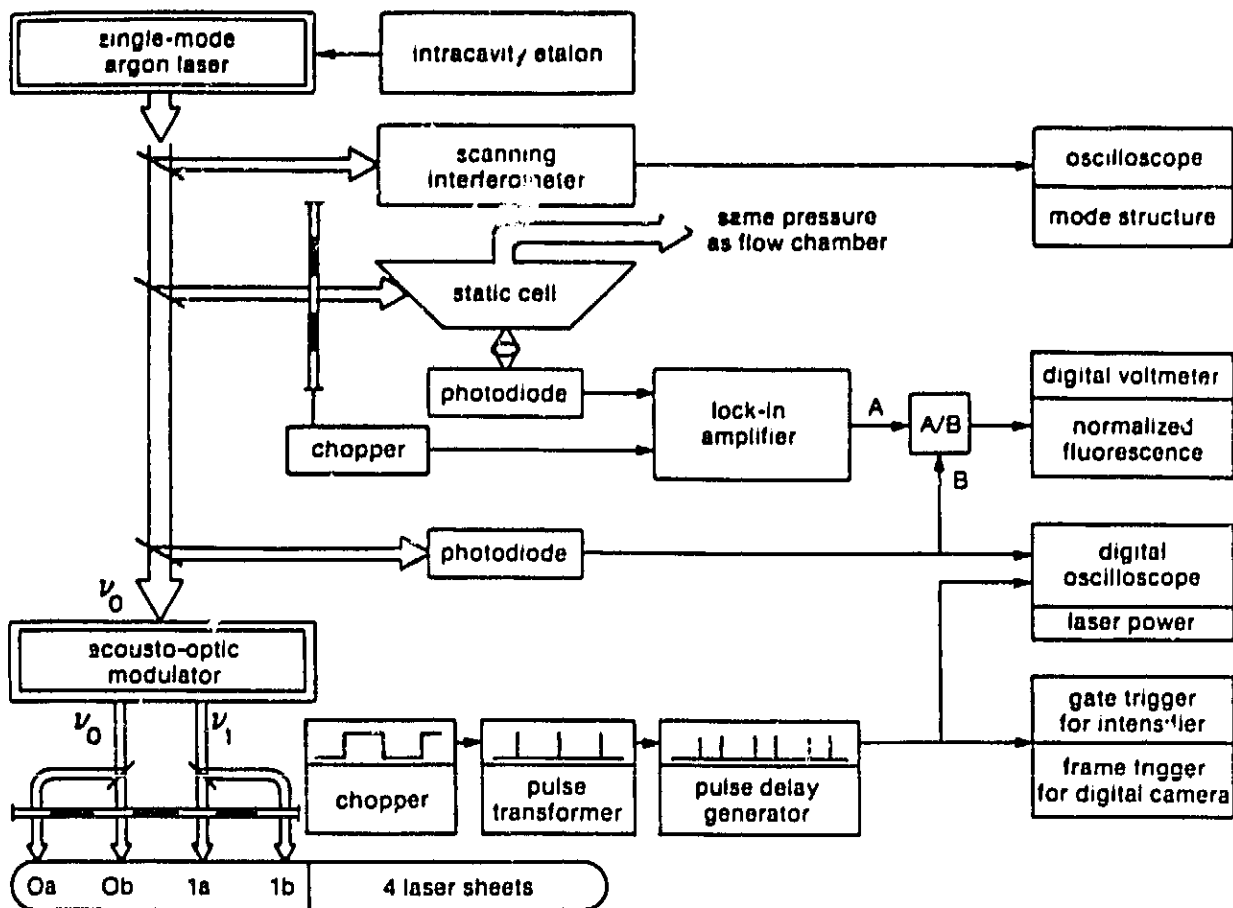 single-mode
argon laser
intracavity etalon
scanning
interferometer
oscilloscope
mode structure
same pressure
as flow chamber
static cell
photodiode
lock-in
amplifier
A
A/B
digital voltmeter
normalized
fluorescence
chopper
B
photodiode
digital
oscilloscope
laser power
ν0
acousto-optic
modulator
ν0
ν1
chopper
pulse
transformer
pulse delay
generator
gate trigger
for intensifier
frame trigger
for digital camera
0a
0b
1a
1b
4 laser sheets